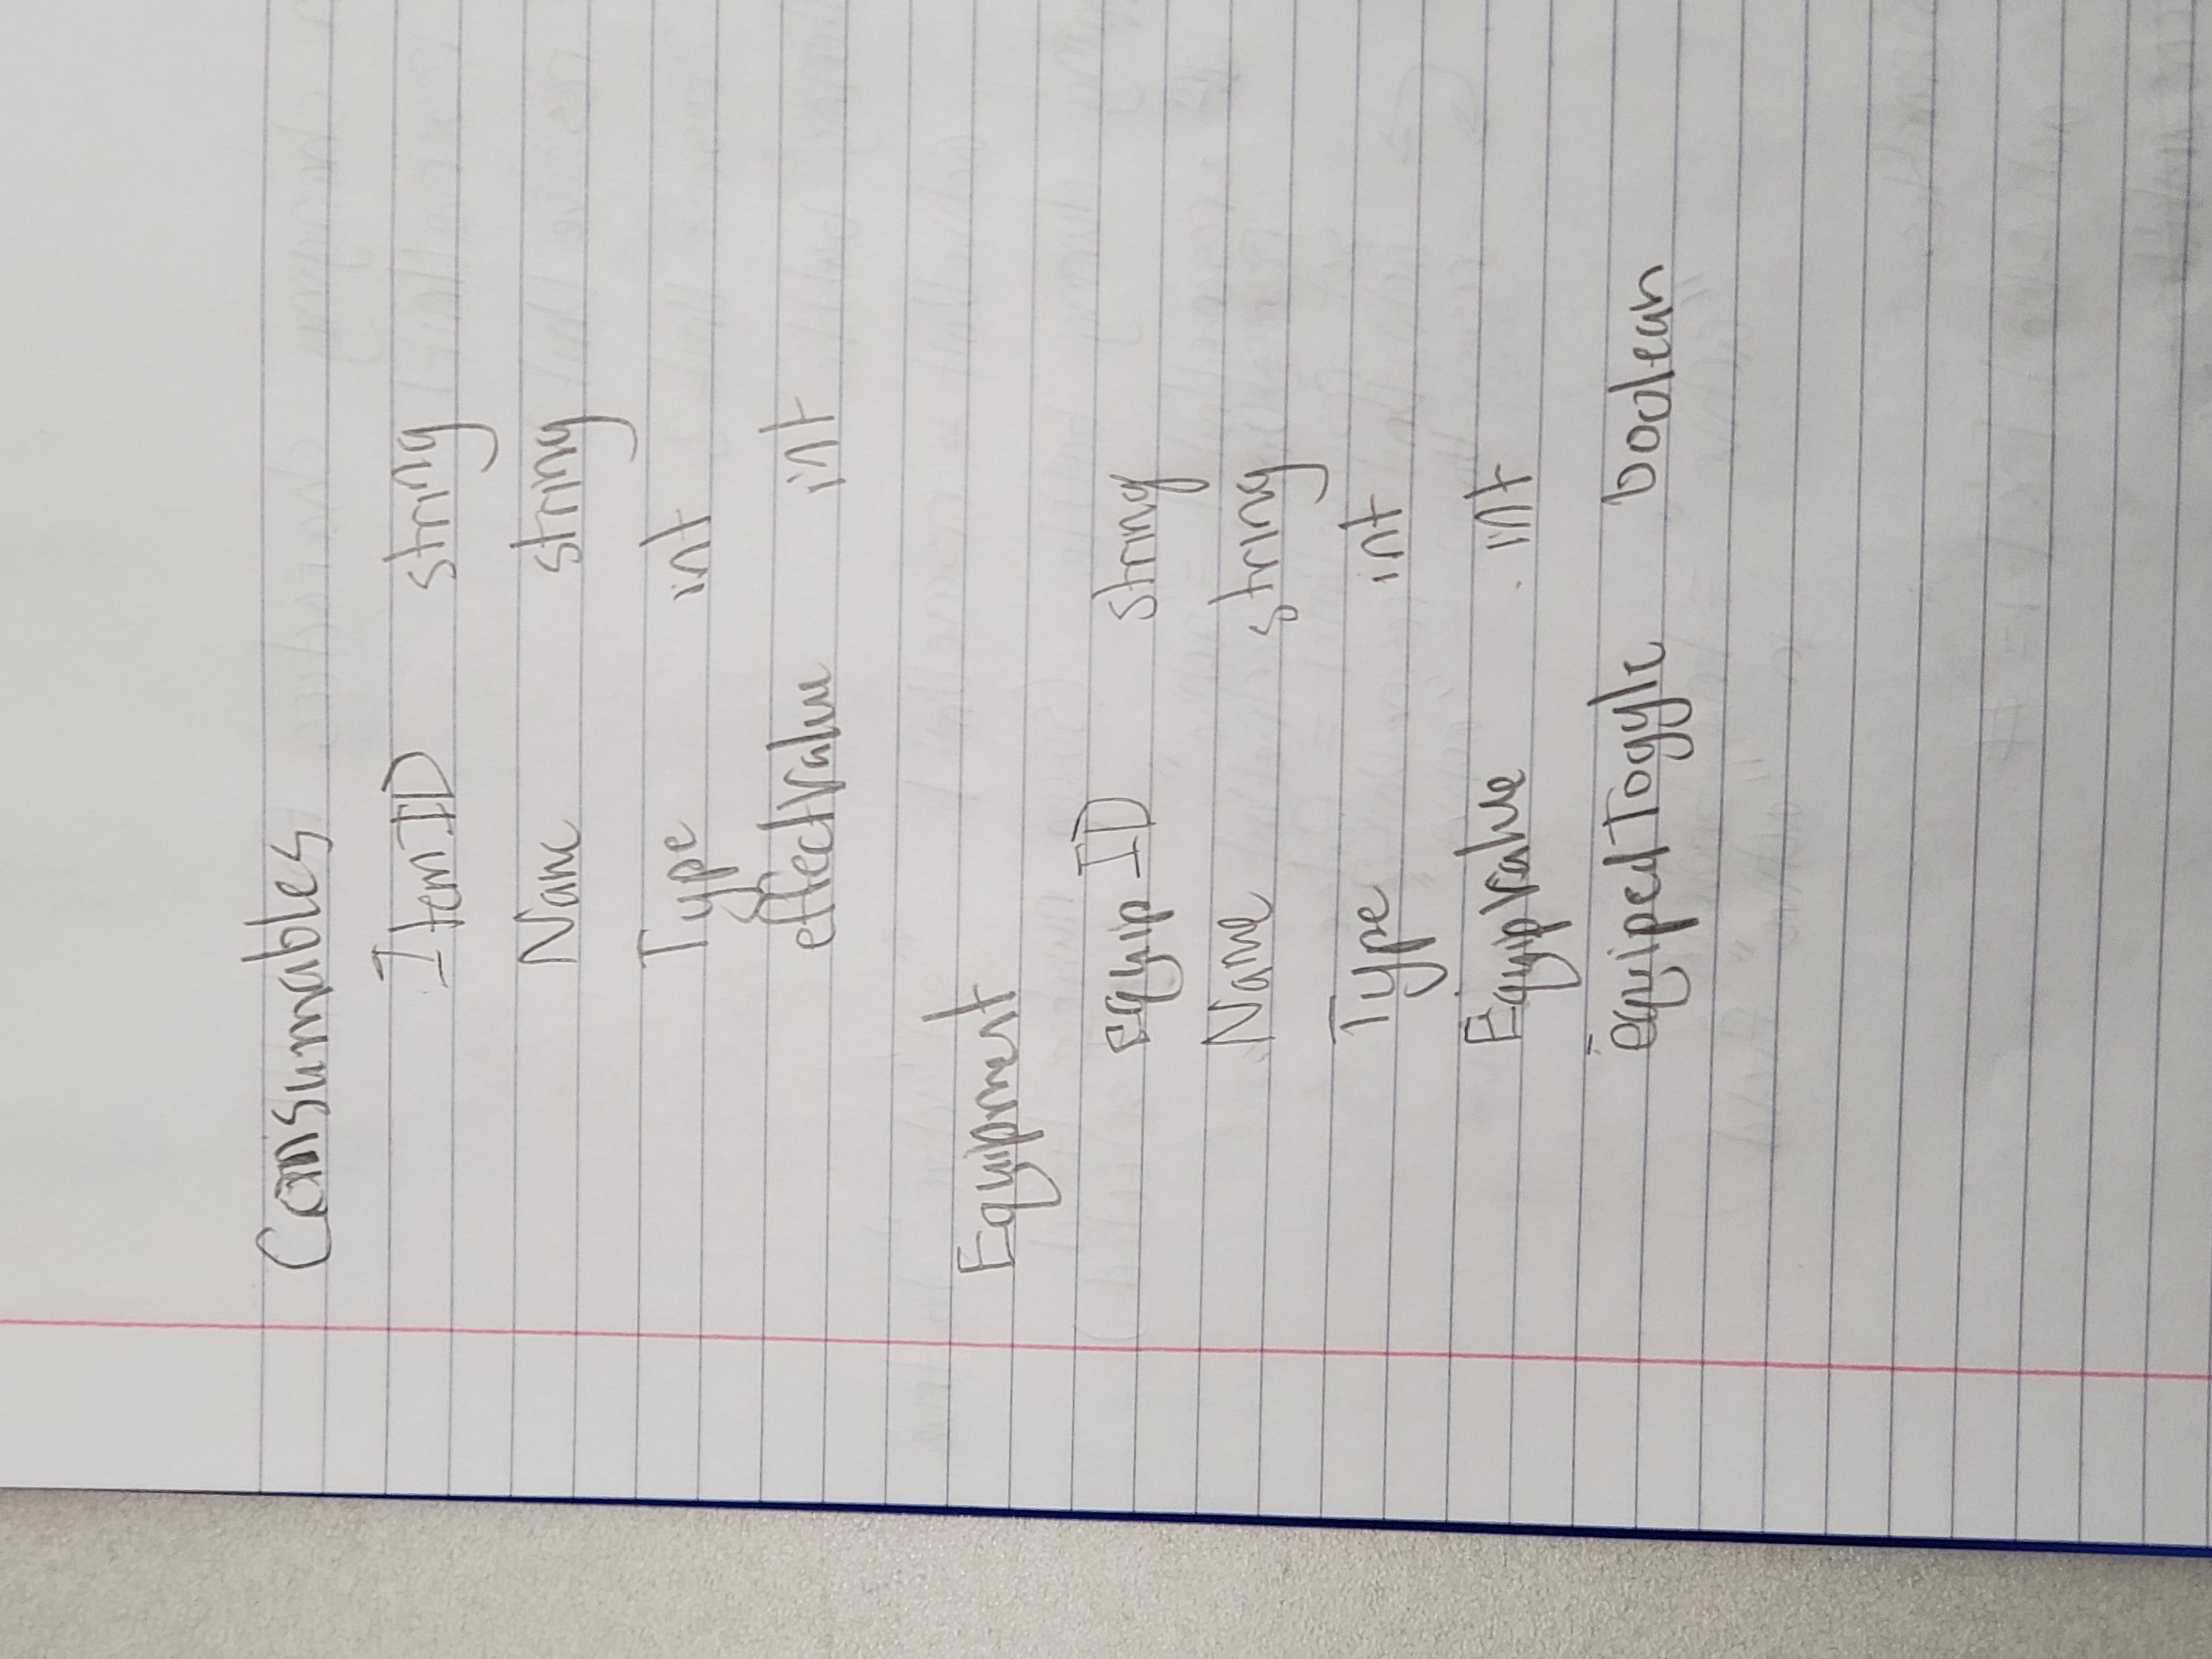 Consumables
ItemID string
Name string
Type int
effectValue int
Equipment
equipID string
Name string
Type int
EquipValue int
equipedToggle boolean